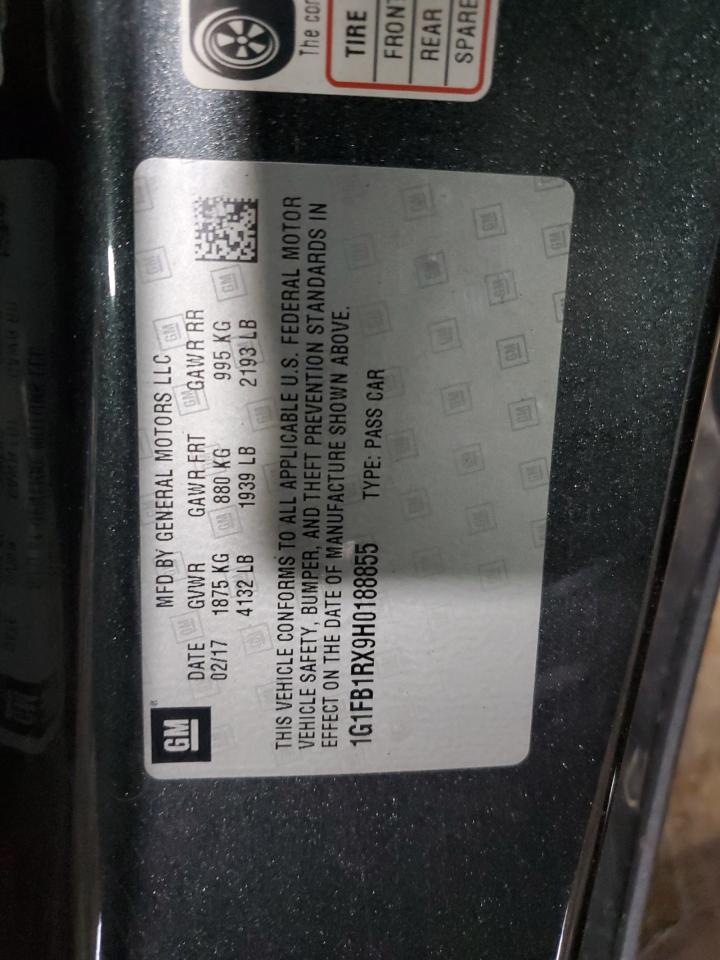 GM
MFD BY GENERAL MOTORS LLC
DATE GVWR GAWR FRT GAWR RR
02/17 1875 KG 880 KG 995 KG
4132 LB 1939 LB 2193 LB
THIS VEHICLE CONFORMS TO ALL APPLICABLE U.S. FEDERAL MOTOR
VEHICLE SAFETY, BUMPER, AND THEFT PREVENTION STANDARDS IN
EFFECT ON THE DATE OF MANUFACTURE SHOWN ABOVE.
1G1FB1RX9H0188855 TYPE: PASS CAR
The
TIRE
FRONT
REAR
SPARE